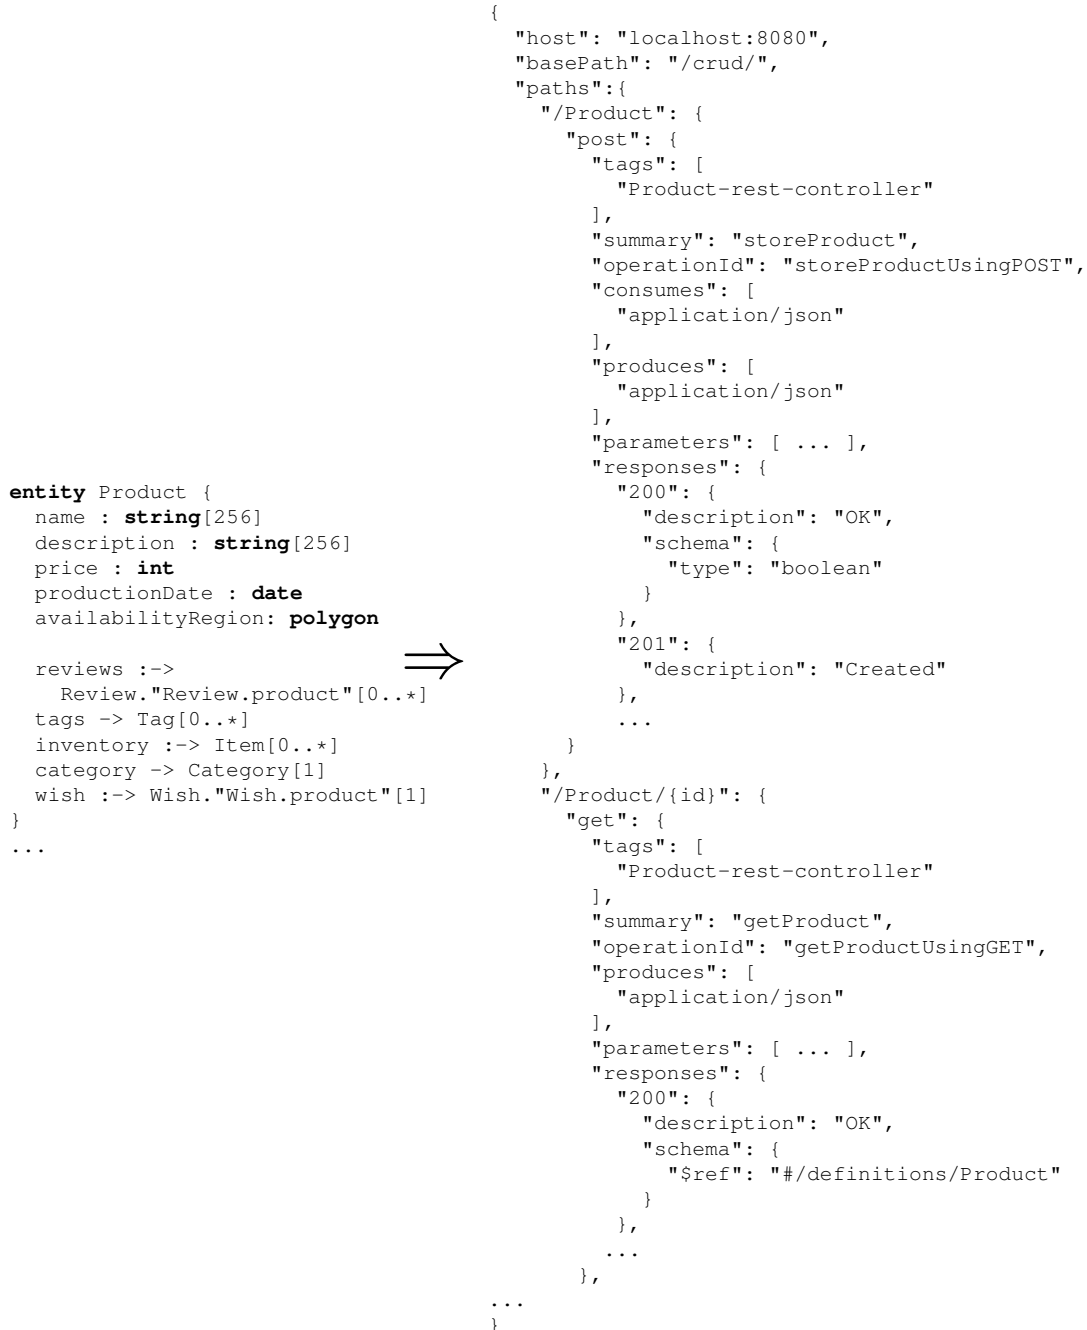 entity Product {
  name : string[256]
  description : string[256]
  price : int
  productionDate : date
  availabilityRegion: polygon

  reviews :->
    Review."Review.product"[0..*]
  tags -> Tag[0..*]
  inventory :-> Item[0..*]
  category -> Category[1]
  wish :-> Wish."Wish.product"[1]
}
...
⇒
{
  "host": "localhost:8080",
  "basePath": "/crud/",
  "paths":{
    "/Product": {
      "post": {
        "tags": [
          "Product-rest-controller"
        ],
        "summary": "storeProduct",
        "operationId": "storeProductUsingPOST",
        "consumes": [
          "application/json"
        ],
        "produces": [
          "application/json"
        ],
        "parameters": [ ... ],
        "responses": {
          "200": {
            "description": "OK",
            "schema": {
              "type": "boolean"
            }
          },
          "201": {
            "description": "Created"
          },
          ...
      }
    },
    "/Product/{id}": {
      "get": {
        "tags": [
          "Product-rest-controller"
        ],
        "summary": "getProduct",
        "operationId": "getProductUsingGET",
        "produces": [
          "application/json"
        ],
        "parameters": [ ... ],
        "responses": {
          "200": {
            "description": "OK",
            "schema": {
              "$ref": "#/definitions/Product"
            }
          },
         ...
       },
...
}